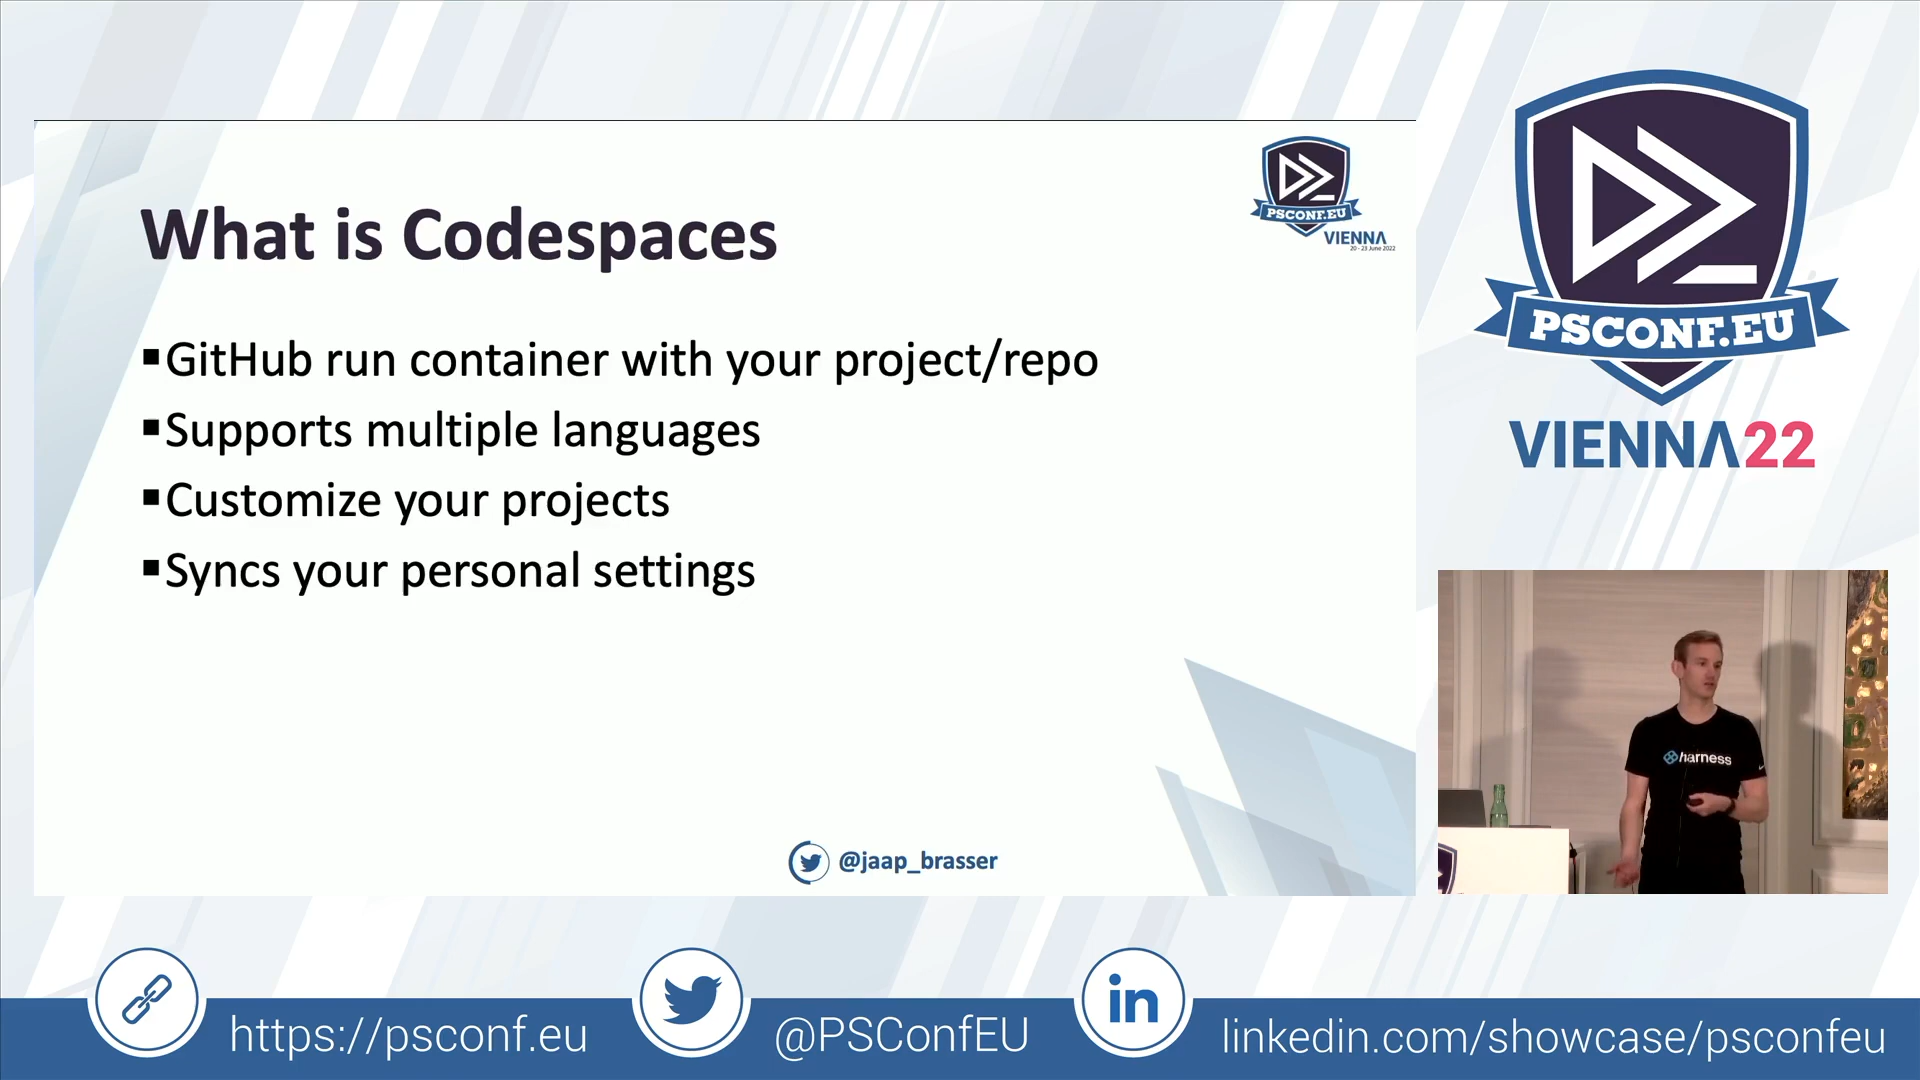 What is Codespaces
PSCONF.EU
VIENNA
20 - 23 June 2022
▪GitHub run container with your project/repo
▪Supports multiple languages
▪Customize your projects
▪Syncs your personal settings
@jaap_brasser
PSCONF.EU
VIENNA22
harness
https://psconf.eu
@PSConfEU
in
linkedin.com/showcase/psconfeu